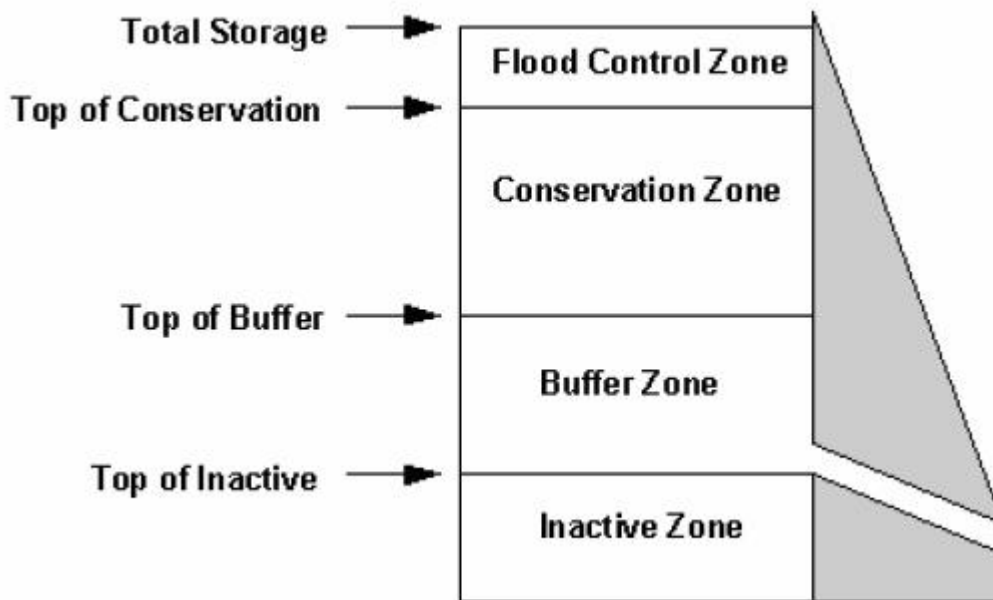 Total Storage
Flood Control Zone
Top of Conservation
Conservation Zone
Top of Buffer
Buffer Zone
Top of Inactive
Inactive Zone